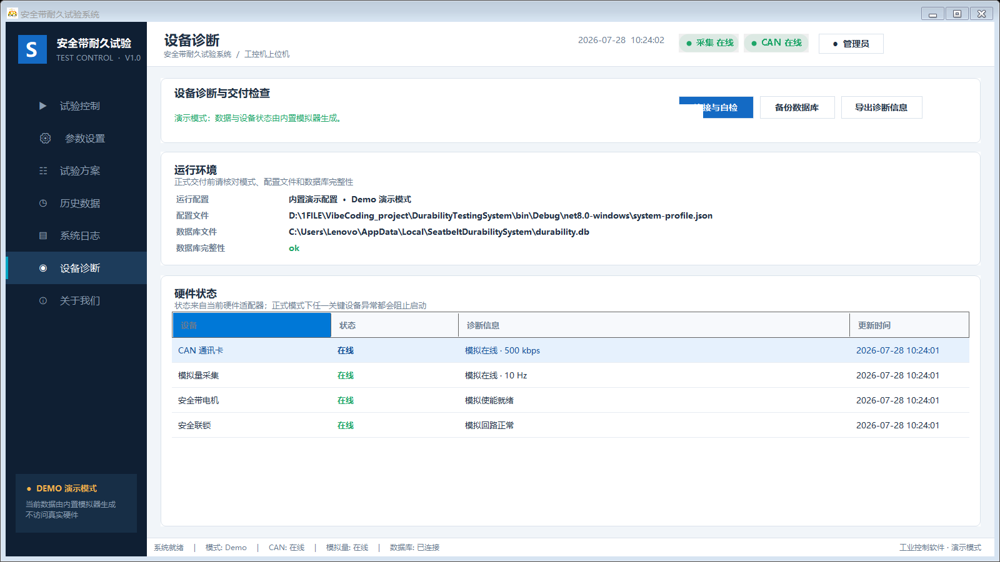 安全带耐久试验系统
S
安全带耐久试验
TEST CONTROL · V1.0
试验控制
参数设置
试验方案
历史数据
系统日志
设备诊断
关于我们
DEMO 演示模式
当前数据由内置模拟器生成
不访问真实硬件
设备诊断
安全带耐久试验系统 / 工控机上位机
2026-07-28 10:24:02
采集 在线
CAN 在线
管理员
设备诊断与交付检查
演示模式：数据与设备状态由内置模拟器生成。
接与自检
备份数据库
导出诊断信息
运行环境
正式交付前请核对模式、配置文件和数据库完整性
运行配置 内置演示配置 • Demo 演示模式
配置文件 D:\1FILE\VibeCoding_project\DurabilityTestingSystem\bin\Debug\net8.0-windows\system-profile.json
数据库文件 C:\Users\Lenovo\AppData\Local\SeatbeltDurabilitySystem\durability.db
数据库完整性 ok
硬件状态
状态来自当前硬件适配器；正式模式下任一关键设备异常都会阻止启动
设备 状态 诊断信息 更新时间
CAN 通讯卡 在线 模拟在线 · 500 kbps 2026-07-28 10:24:01
模拟量采集 在线 模拟在线 · 10 Hz 2026-07-28 10:24:01
安全带电机 在线 模拟使能就绪 2026-07-28 10:24:01
安全联锁 在线 模拟回路正常 2026-07-28 10:24:01
系统就绪 | 模式: Demo | CAN: 在线 | 模拟量: 在线 | 数据库: 已连接
工业控制软件 · 演示模式